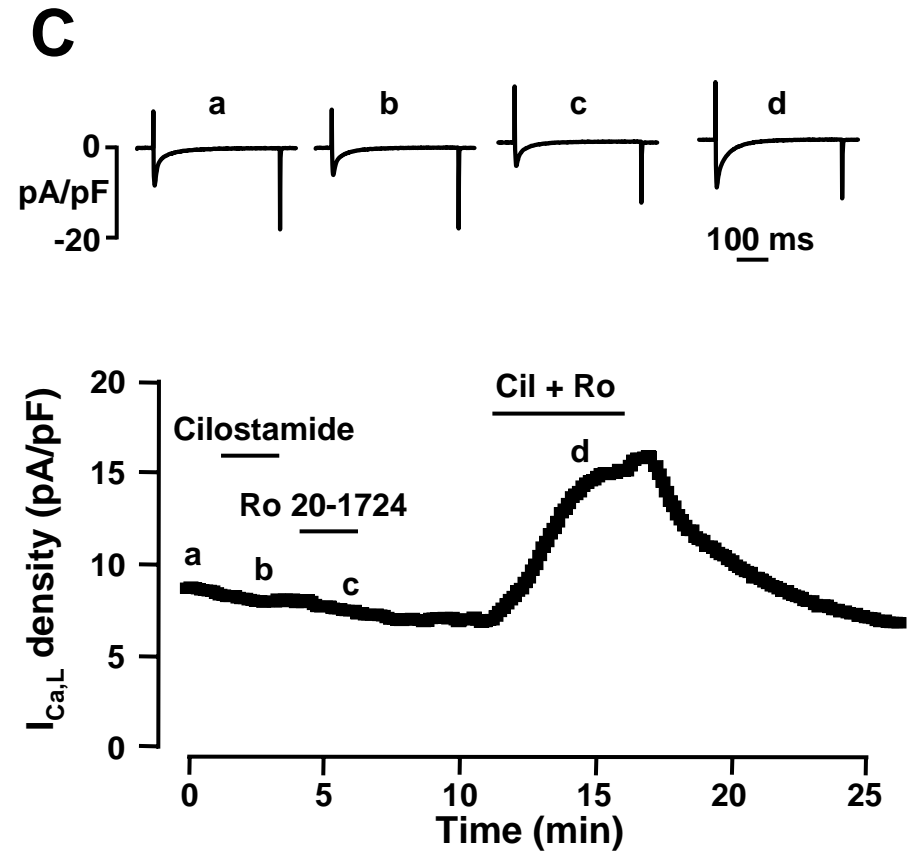 C
a b c d
0
pA/pF
-20
100 ms
Cil + Ro
Cilostamide
Ro 20-1724
a b c d
20
15
10
5
0
I_Ca,L density (pA/pF)
0 5 10 15 20 25
Time (min)